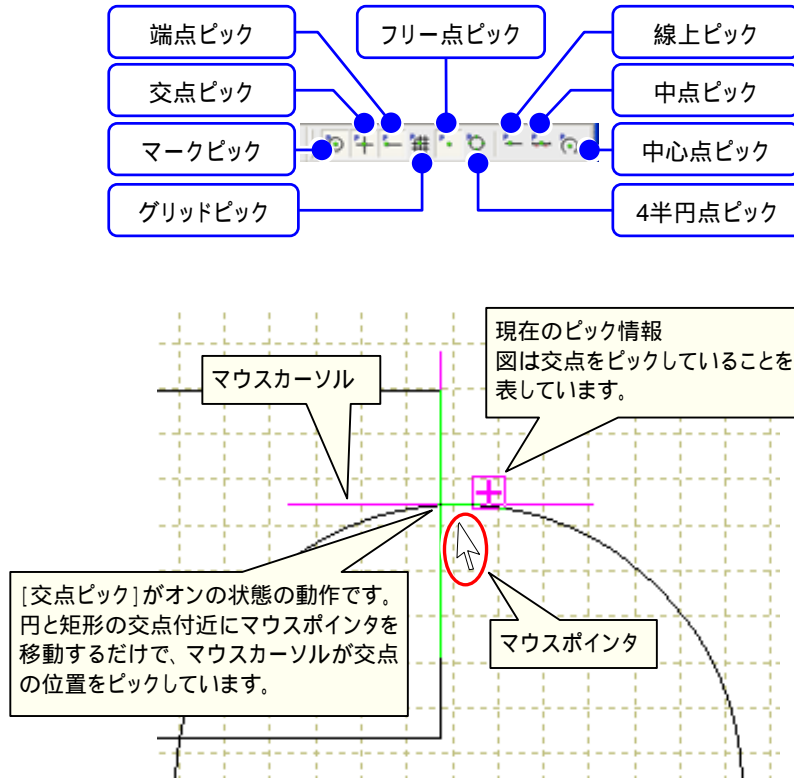 端点ピック
フリー点ピック
線上ピック
交点ピック
中点ピック
マークピック
中心点ピック
グリッドピック
4半円点ピック
現在のピック情報
図は交点をピックしていることを
表しています。
マウスカーソル
[交点ピック]がオンの状態の動作です。
円と矩形の交点付近にマウスポインタを
移動するだけで、マウスカーソルが交点
の位置をピックしています。
マウスポインタ